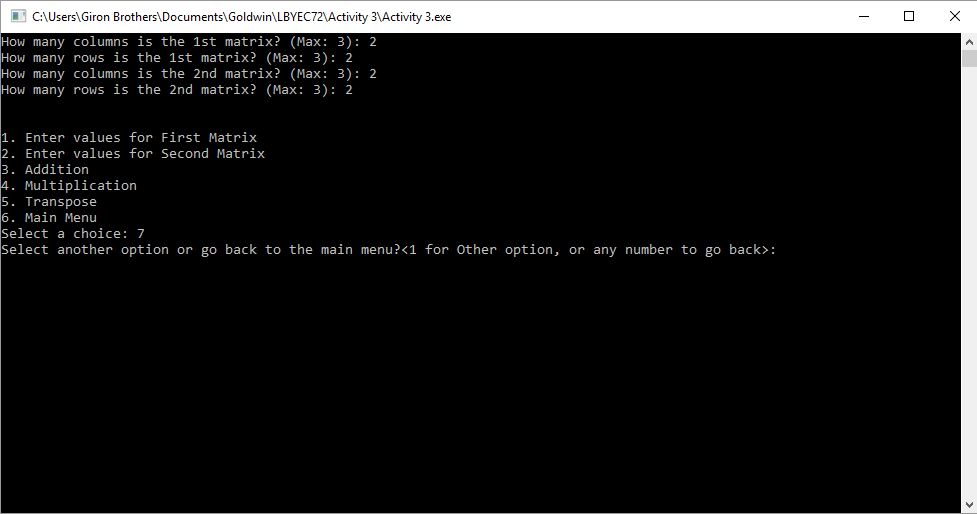 C:\Users\Giron Brothers\Documents\Goldwin\LBYEC72\Activity 3\Activity 3.exe
How many columns is the 1st matrix? (Max: 3): 2
How many rows is the 1st matrix? (Max: 3): 2
How many columns is the 2nd matrix? (Max: 3): 2
How many rows is the 2nd matrix? (Max: 3): 2
1. Enter values for First Matrix
2. Enter values for Second Matrix
3. Addition
4. Multiplication
5. Transpose
6. Main Menu
Select a choice: 7
Select another option or go back to the main menu?<1 for Other option, or any number to go back>: